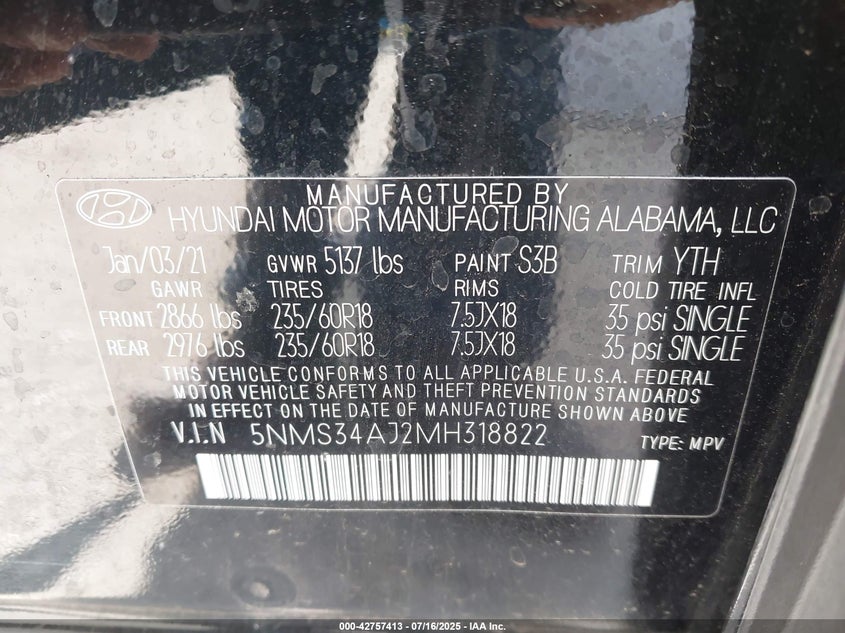 MANUFACTURED BY
HYUNDAI MOTOR MANUFACTURING ALABAMA, LLC
Jan/03/21 GVWR 5137 lbs PAINT S3B TRIM YTH
GAWR TIRES RIMS COLD TIRE INFL
FRONT 2866 lbs 235/60R18 7.5JX18 35 psi SINGLE
REAR 2976 lbs 235/60R18 7.5JX18 35 psi SINGLE
THIS VEHICLE CONFORMS TO ALL APPLICABLE U.S.A. FEDERAL
MOTOR VEHICLE SAFETY AND THEFT PREVENTION STANDARDS
IN EFFECT ON THE DATE OF MANUFACTURE SHOWN ABOVE
V.I.N 5NMS34AJ2MH318822 TYPE: MPV
000-42757413 - 07/16/2025 - IAA Inc.